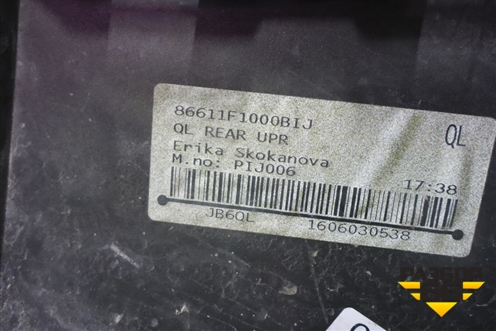 86611F1000BIJ
QL REAR UPR QL
Erika Skokanova
M.no: PIJ006
17:38
JB6QL 1606030538